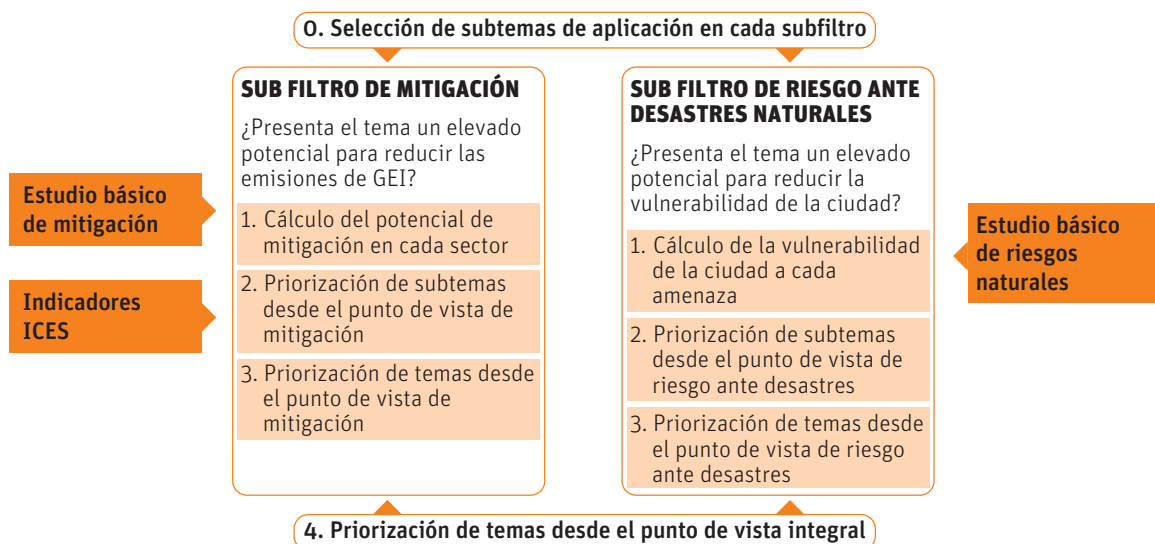 0. Selección de subtemas de aplicación en cada subfiltro
Estudio básico
de mitigación
Indicadores
ICES
SUB FILTRO DE MITIGACIÓN
¿Presenta el tema un elevado
potencial para reducir las
emisiones de GEI?
1. Cálculo del potencial de
mitigación en cada sector
2. Priorización de subtemas
desde el punto de vista de
mitigación
3. Priorización de temas desde
el punto de vista de
mitigación
SUB FILTRO DE RIESGO ANTE
DESASTRES NATURALES
¿Presenta el tema un elevado
potencial para reducir la
vulnerabilidad de la ciudad?
1. Cálculo de la vulnerabilidad
de la ciudad a cada
amenaza
2. Priorización de subtemas
desde el punto de vista de
riesgo ante desastres
3. Priorización de temas desde
el punto de vista de riesgo
ante desastres
Estudio básico
de riesgos
naturales
4. Priorización de temas desde el punto de vista integral